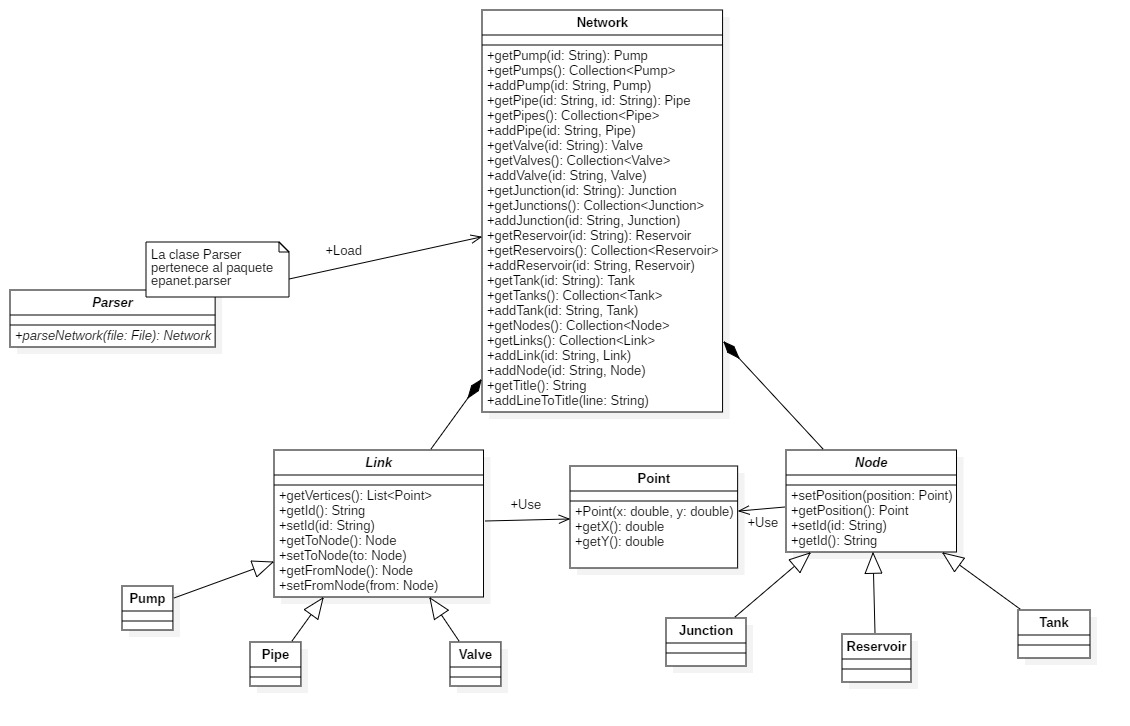 Network
+getPump(id: String): Pump
+getPumps(): Collection<Pump>
+addPump(id: String, Pump)
+getPipe(id: String, id: String): Pipe
+getPipes(): Collection<Pipe>
+addPipe(id: String, Pipe)
+getValve(id: String): Valve
+getValves(): Collection<Valve>
+addValve(id: String, Valve)
+getJunction(id: String): Junction
+getJunctions(): Collection<Junction>
+addJunction(id: String, Junction)
+getReservoir(id: String): Reservoir
+getReservoirs(): Collection<Reservoir>
+addReservoir(id: String, Reservoir)
+getTank(id: String): Tank
+getTanks(): Collection<Tank>
+addTank(id: String, Tank)
+getNodes(): Collection<Node>
+getLinks(): Collection<Link>
+addLink(id: String, Link)
+addNode(id: String, Node)
+getTitle(): String
+addLineToTitle(line: String)
+Load
La clase Parser
pertenece al paquete
epanet.parser
Parser
+parseNetwork(file: File): Network
Link
+getVertices(): List<Point>
+getId(): String
+setId(id: String)
+getToNode(): Node
+setToNode(to: Node)
+getFromNode(): Node
+setFromNode(from: Node)
+Use
Point
+Point(x: double, y: double)
+getX(): double
+getY(): double
+Use
Node
+setPosition(position: Point)
+getPosition(): Point
+setId(id: String)
+getId(): String
Pump
Pipe
Valve
Junction
Reservoir
Tank